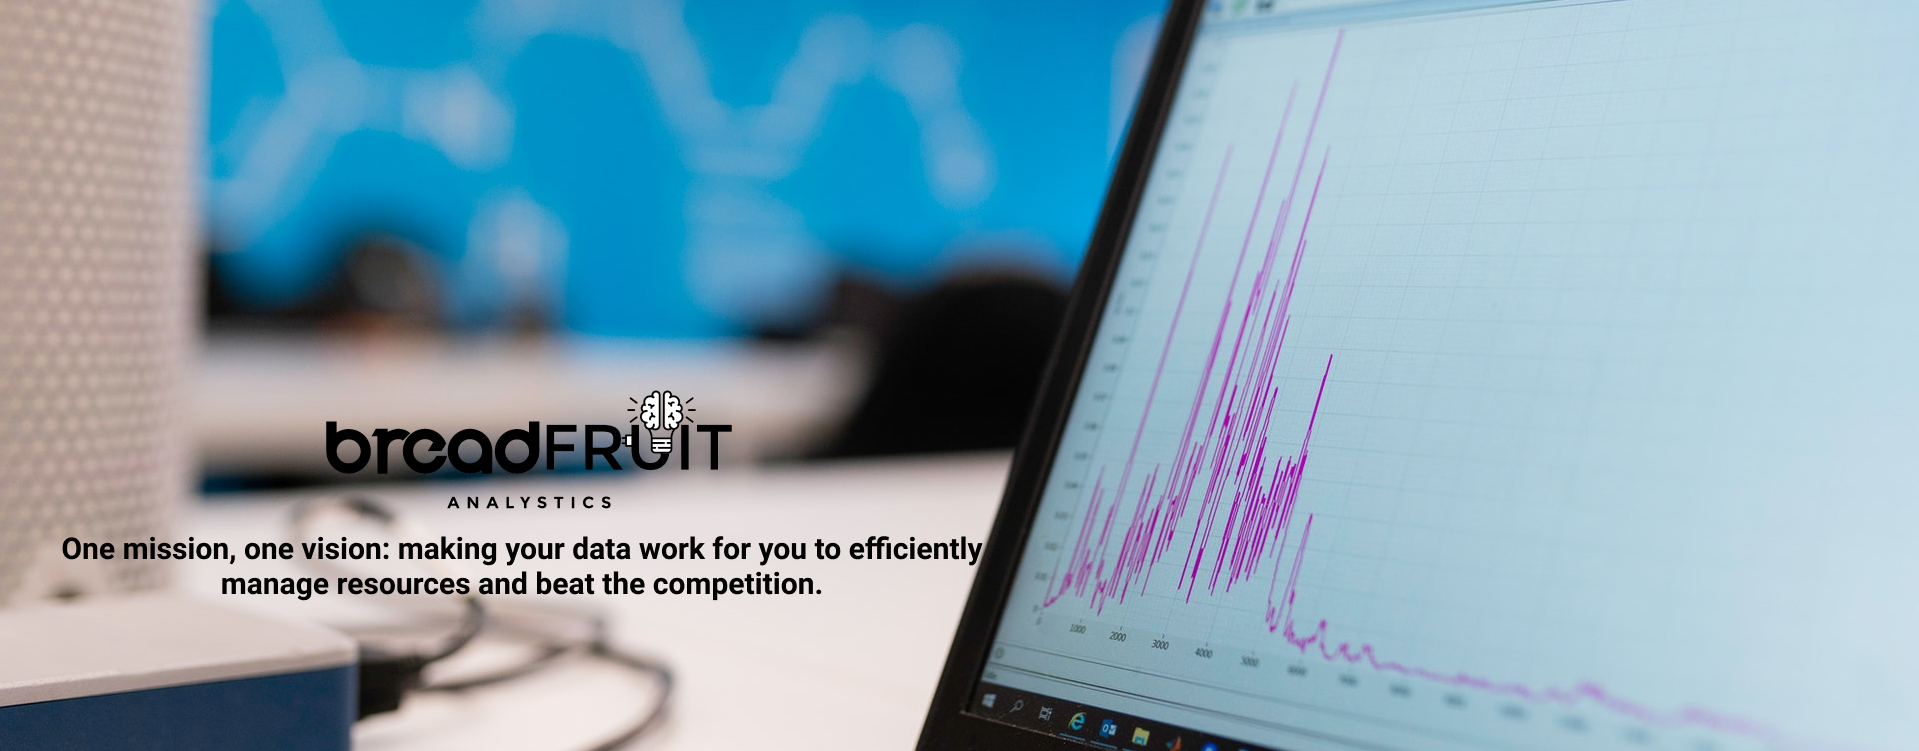 breadFRUIT
ANALYSTICS
One mission, one vision: making your data work for you to efficiently
manage resources and beat the competition.
1000
2000
3000
4000
5000
6000